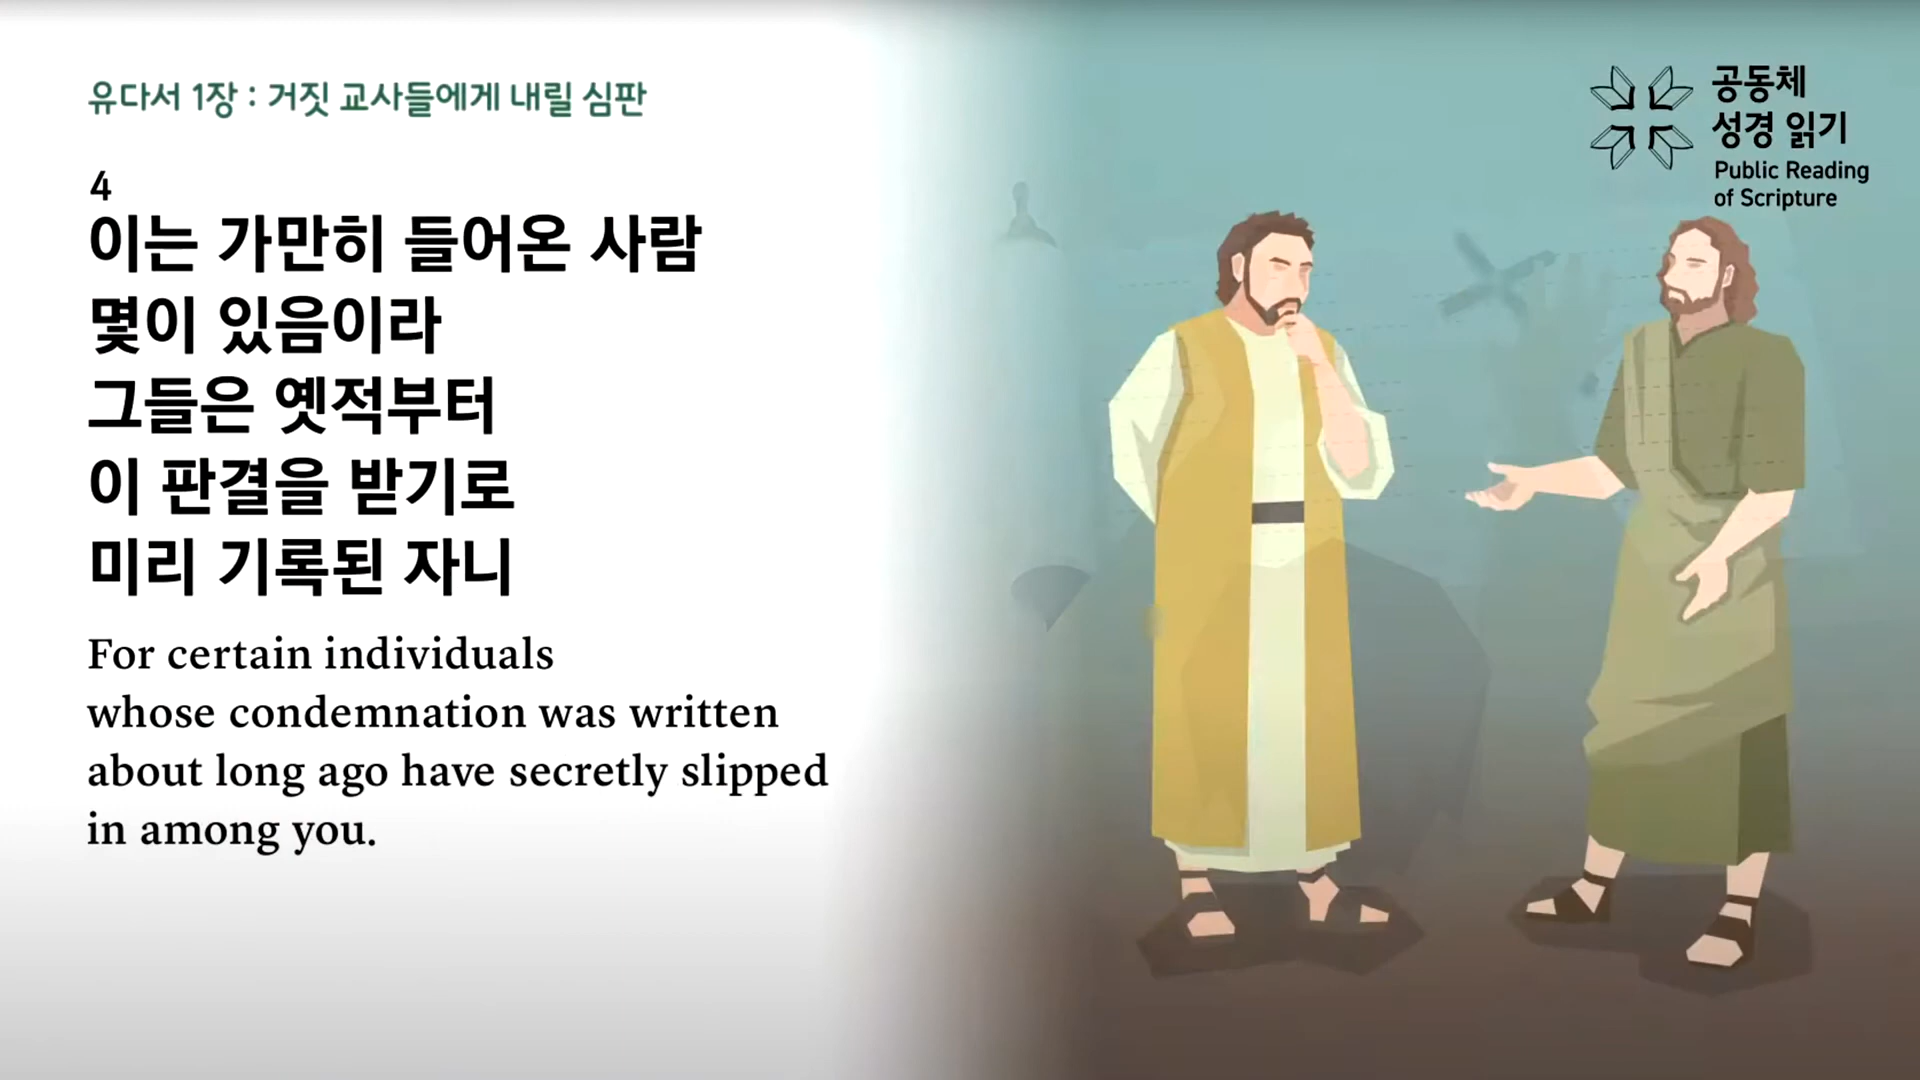 유다서 1장 : 거짓 교사들에게 내릴 심판
4
이는 가만히 들어온 사람
몇이 있음이라
그들은 옛적부터
이 판결을 받기로
미리 기록된 자니
For certain individuals
whose condemnation was written
about long ago have secretly slipped
in among you.
공동체
성경 읽기
Public Reading
of Scripture